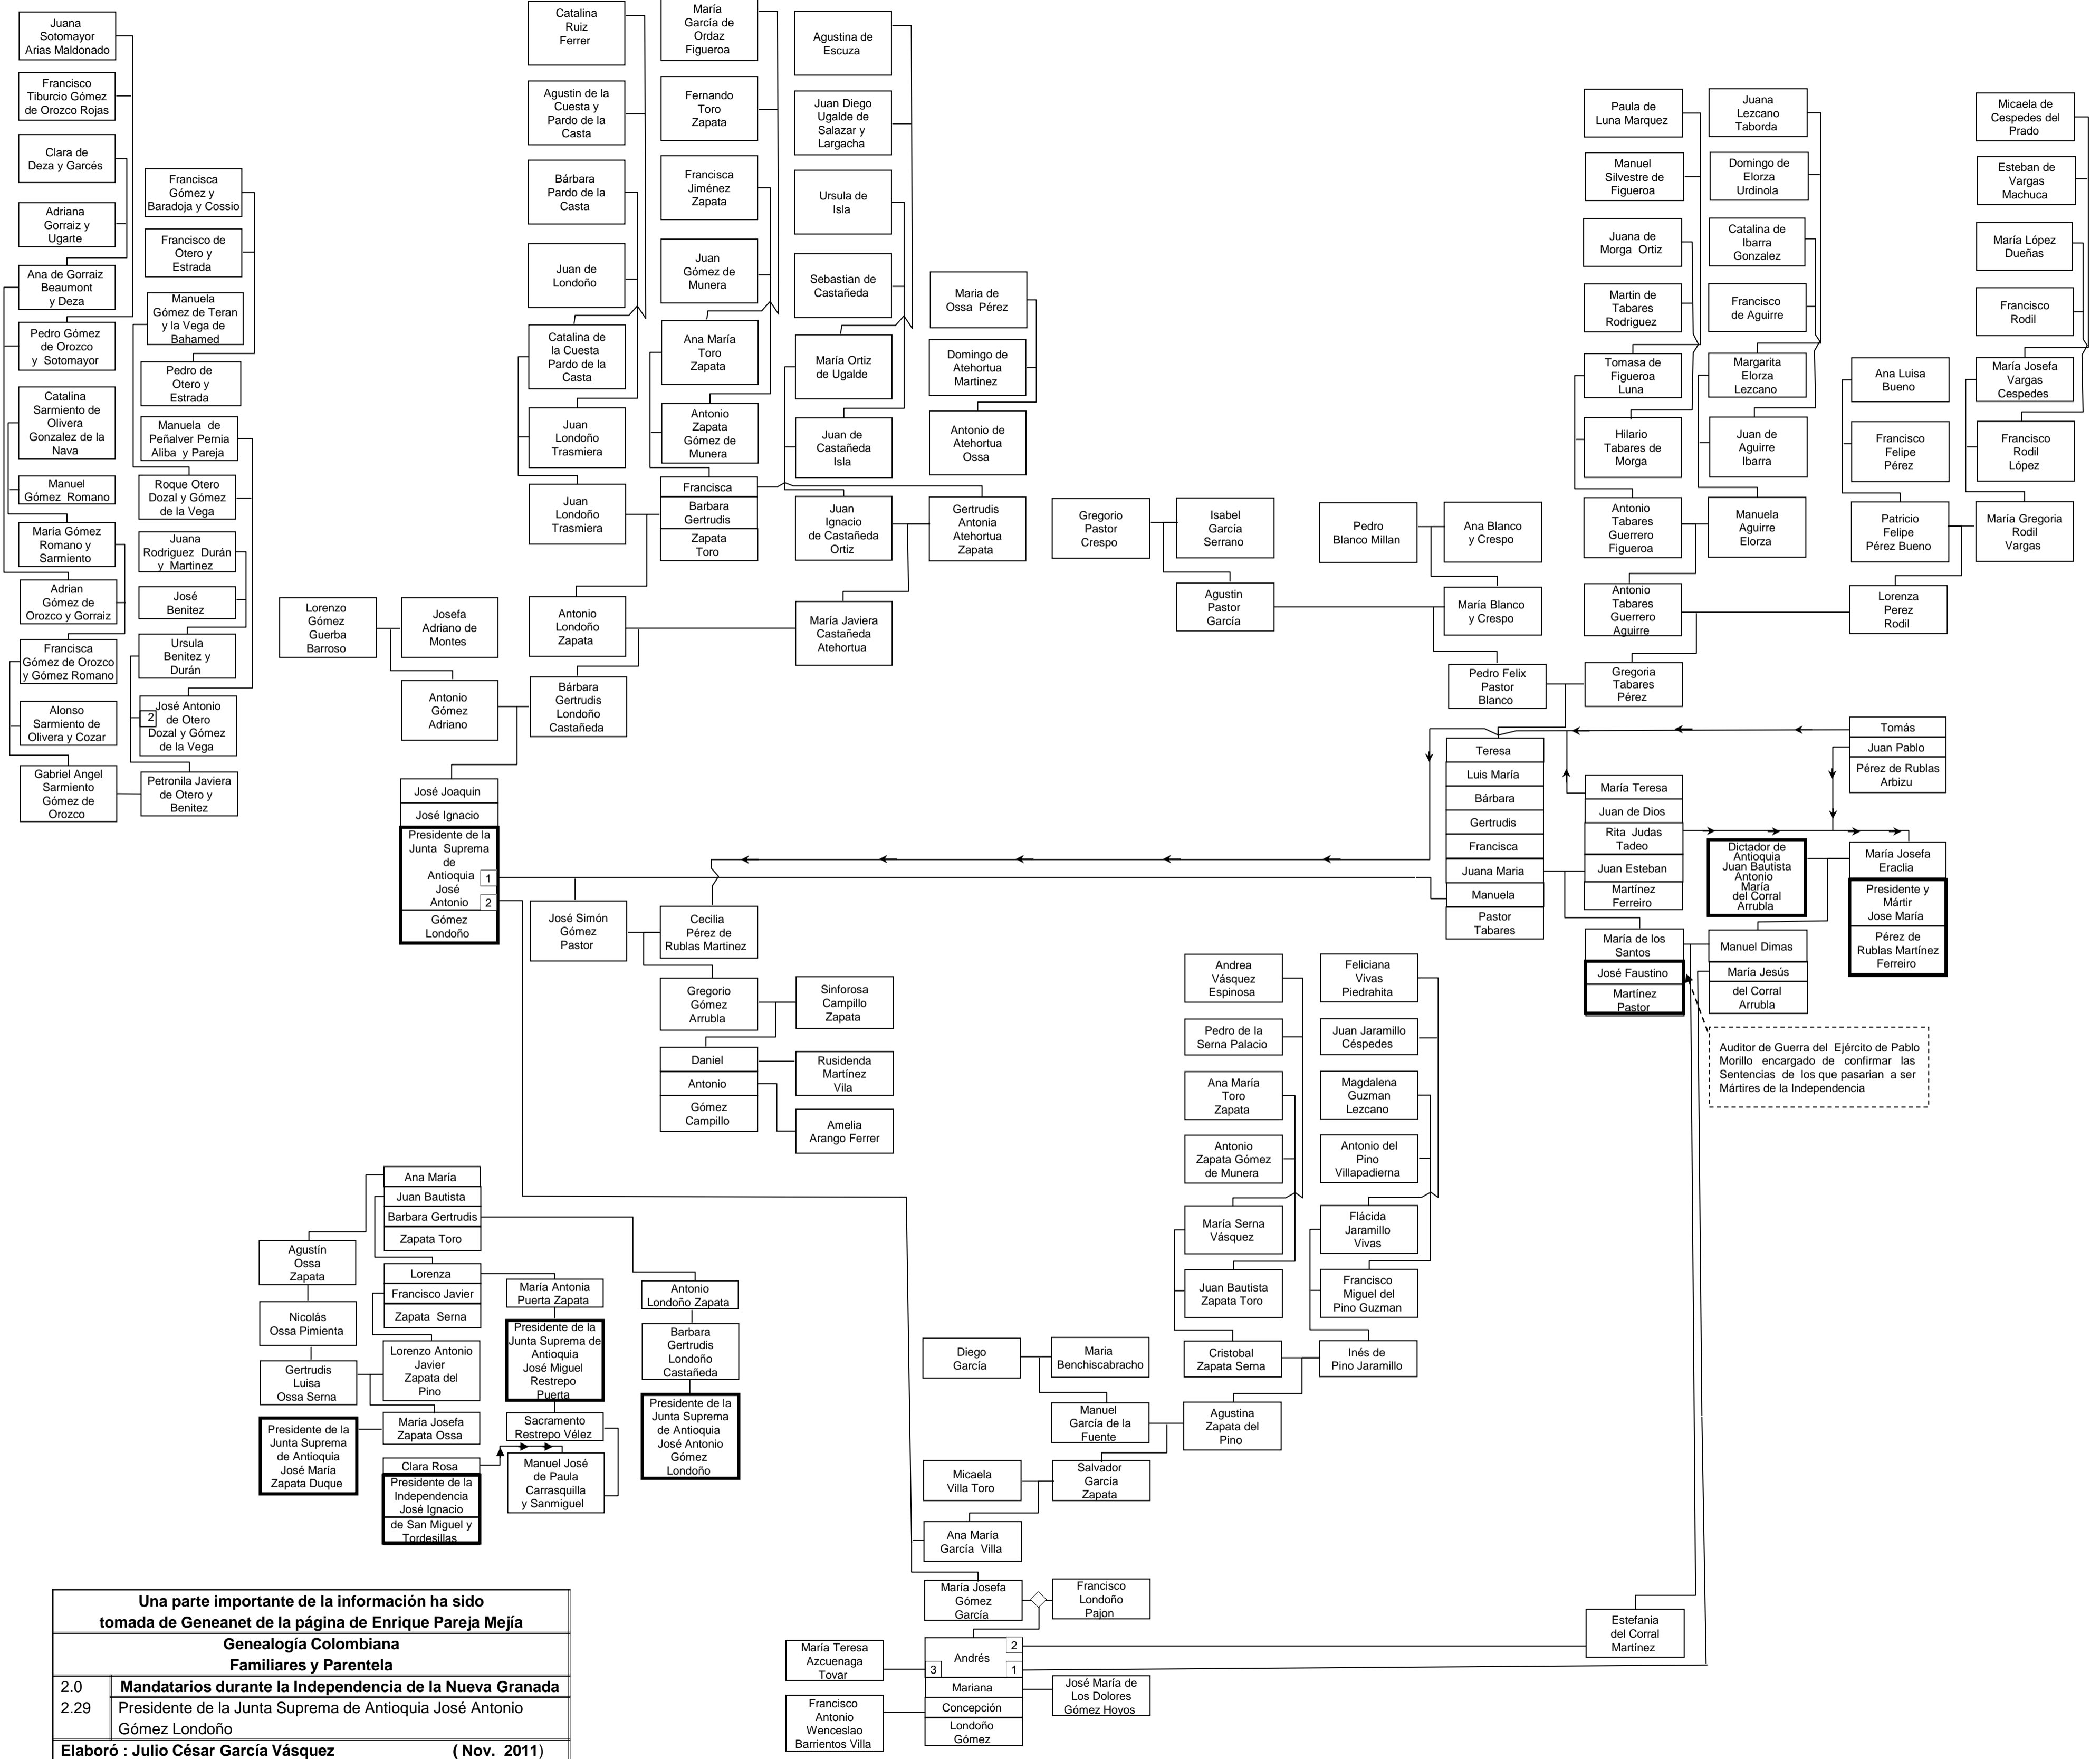 Juana
Sotomayor
Arias Maldonado
Francisco
Tiburcio Gómez
de Orozco Rojas
Clara de
Deza y Garcés
Adriana
Gorraiz y
Ugarte
Ana de Gorraiz
Beaumont
y Deza
Pedro Gómez
de Orozco
y Sotomayor
Catalina
Sarmiento de
Olivera
Gonzalez de la
Nava
Manuel
Gómez Romano
María Gómez
Romano y
Sarmiento
Adrian
Gómez de
Orozco y Gorraiz
Francisca
Gómez de Orozco
y Gómez Romano
Alonso
Sarmiento de
Olivera y Cozar
Gabriel Angel
Sarmiento
Gómez de
Orozco
Francisca
Gómez y
Baradoja y Cossio
Francisco de
Otero y
Estrada
Manuela
Gómez de Teran
y la Vega de
Bahamed
Pedro de
Otero y
Estrada
Manuela de
Peñalver Pernia
Aliba y Pareja
Roque Otero
Dozal y Gómez
de la Vega
Juana
Rodriguez Durán
y Martinez
José
Benitez
Ursula
Benitez y
Durán
2
José Antonio
de Otero
Dozal y Gómez
de la Vega
Petronila Javiera
de Otero y
Benitez
Lorenzo
Gómez
Guerba
Barroso
Josefa
Adriano de
Montes
Antonio
Gómez
Adriano
Catalina
Ruiz
Ferrer
Agustin de la
Cuesta y
Pardo de la
Casta
Bárbara
Pardo de la
Casta
Juan de
Londoño
Catalina de
la Cuesta
Pardo de la
Casta
Juan
Londoño
Trasmiera
Juan
Londoño
Trasmiera
Antonio
Londoño
Zapata
Bárbara
Gertrudis
Londoño
Castañeda
María
García de
Ordaz
Figueroa
Fernando
Toro
Zapata
Francisca
Jiménez
Zapata
Juan
Gómez de
Munera
Ana María
Toro
Zapata
Antonio
Zapata
Gómez de
Munera
Francisca
Barbara
Gertrudis
Zapata
Toro
Agustina de
Escuza
Juan Diego
Ugalde de
Salazar y
Largacha
Ursula de
Isla
Sebastian de
Castañeda
María Ortiz
de Ugalde
Juan de
Castañeda
Isla
Juan
Ignacio
de Castañeda
Ortiz
María Javiera
Castañeda
Atehortua
Maria de
Ossa Pérez
Domingo de
Atehortua
Martinez
Antonio de
Atehortua
Ossa
Gertrudis
Antonia
Atehortua
Zapata
Gregorio
Pastor
Crespo
Isabel
García
Serrano
Agustin
Pastor
García
Pedro
Blanco Millan
Ana Blanco
y Crespo
María Blanco
y Crespo
Pedro Felix
Pastor
Blanco
Paula de
Luna Marquez
Manuel
Silvestre de
Figueroa
Juana de
Morga Ortiz
Martin de
Tabares
Rodriguez
Tomasa de
Figueroa
Luna
Hilario
Tabares de
Morga
Antonio
Tabares
Guerrero
Figueroa
Antonio
Tabares
Guerrero
Aguirre
Gregoria
Tabares
Pérez
Juana
Lezcano
Taborda
Domingo de
Elorza
Urdinola
Catalina de
Ibarra
Gonzalez
Francisco
de Aguirre
Margarita
Elorza
Lezcano
Juan de
Aguirre
Ibarra
Manuela
Aguirre
Elorza
Ana Luisa
Bueno
Francisco
Felipe
Pérez
Patricio
Felipe
Pérez Bueno
Lorenza
Perez
Rodil
Micaela de
Cespedes del
Prado
Esteban de
Vargas
Machuca
María López
Dueñas
Francisco
Rodil
María Josefa
Vargas
Cespedes
Francisco
Rodil
López
María Gregoria
Rodil
Vargas
José Joaquin
José Ignacio
Presidente de la
Junta Suprema
de
Antioquia
José
Antonio
1
2
Gómez
Londoño
José Simón
Gómez
Pastor
Cecilia
Pérez de
Rublas Martinez
Gregorio
Gómez
Arrubla
Sinforosa
Campillo
Zapata
Daniel
Antonio
Gómez
Campillo
Rusidenda
Martínez
Vila
Amelia
Arango Ferrer
Teresa
Luis María
Bárbara
Gertrudis
Francisca
Juana Maria
Manuela
Pastor
Tabares
María Teresa
Juan de Dios
Rita Judas
Tadeo
Juan Esteban
Martínez
Ferreiro
Tomás
Juan Pablo
Pérez de Rublas
Arbizu
Dictador de
Antioquia
Juan Bautista
Antonio
María
del Corral
Arrubla
María Josefa
Eraclia
Presidente y
Mártir
Jose María
Pérez de
Rublas Martínez
Ferreiro
María de los
Santos
José Faustino
Martínez
Pastor
Manuel Dimas
María Jesús
del Corral
Arrubla
Auditor de Guerra del Ejército de Pablo
Morillo encargado de confirmar las
Sentencias de los que pasarian a ser
Mártires de la Independencia
Andrea
Vásquez
Espinosa
Pedro de la
Serna Palacio
Ana María
Toro
Zapata
Antonio
Zapata Gómez
de Munera
María Serna
Vásquez
Juan Bautista
Zapata Toro
Cristobal
Zapata Serna
Feliciana
Vivas
Piedrahita
Juan Jaramillo
Céspedes
Magdalena
Guzman
Lezcano
Antonio del
Pino
Villapadierna
Flácida
Jaramillo
Vivas
Francisco
Miguel del
Pino Guzman
Inés de
Pino Jaramillo
Diego
García
Maria
Benchiscabracho
Manuel
García de la
Fuente
Agustina
Zapata del
Pino
Micaela
Villa Toro
Salvador
García
Zapata
Ana María
García Villa
María Josefa
Gómez
García
Francisco
Londoño
Pajon
María Teresa
Azcuenaga
Tovar
2
Andrés
3
1
Mariana
Concepción
Londoño
Gómez
Francisco
Antonio
Wenceslao
Barrientos Villa
José María de
Los Dolores
Gómez Hoyos
Estefania
del Corral
Martínez
Ana María
Juan Bautista
Barbara Gertrudis
Zapata Toro
Agustín
Ossa
Zapata
Nicolás
Ossa Pimienta
Gertrudis
Luisa
Ossa Serna
Presidente de la
Junta Suprema
de Antioquia
José María
Zapata Duque
Lorenza
Francisco Javier
Zapata Serna
Lorenzo Antonio
Javier
Zapata del
Pino
María Josefa
Zapata Ossa
Clara Rosa
Presidente de la
Independencia
José Ignacio
de San Miguel y
Tordesillas
María Antonia
Puerta Zapata
Presidente de la
Junta Suprema de
Antioquia
José Miguel
Restrepo
Puerta
Sacramento
Restrepo Vélez
Manuel José
de Paula
Carrasquilla
y Sanmiguel
Antonio
Londoño Zapata
Barbara
Gertrudis
Londoño
Castañeda
Presidente de la
Junta Suprema
de Antioquia
José Antonio
Gómez
Londoño
Una parte importante de la información ha sido
tomada de Geneanet de la página de Enrique Pareja Mejía
Genealogía Colombiana
Familiares y Parentela
2.0 Mandatarios durante la Independencia de la Nueva Granada
2.29 Presidente de la Junta Suprema de Antioquia José Antonio
Gómez Londoño
Elaboró : Julio César García Vásquez ( Nov. 2011)